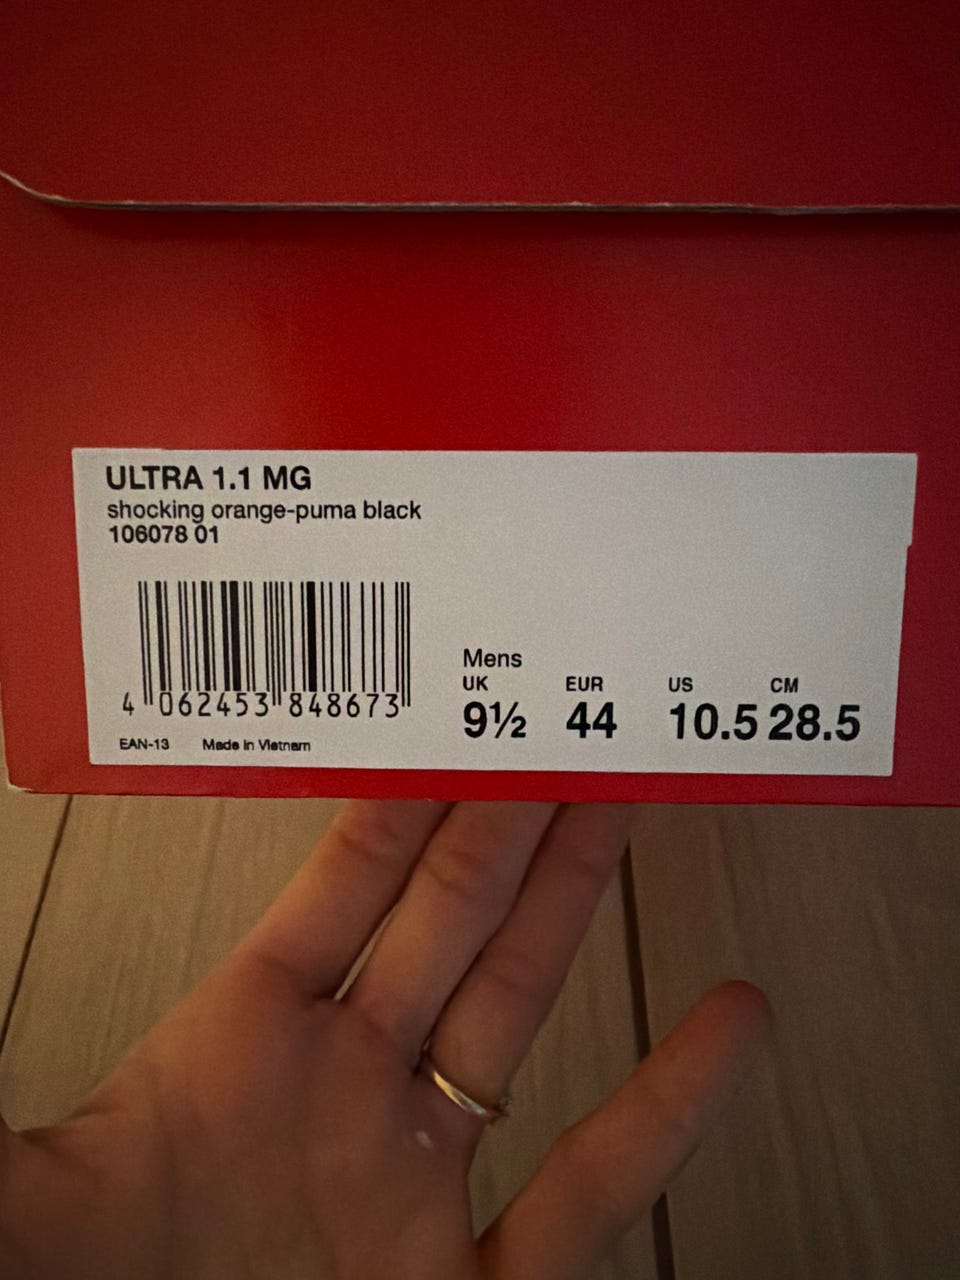 ULTRA 1.1 MG
shocking orange-puma black
106078 01
4 062453 848673
EAN-13 Made in Vietnam
Mens
UK EUR US CM
9½ 44 10.5 28.5